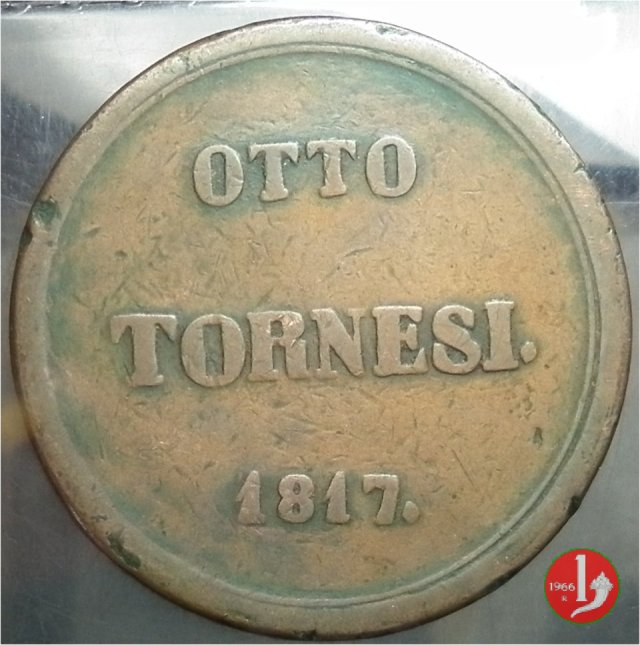 OTTO
TORNESI.
1817.
1966
R